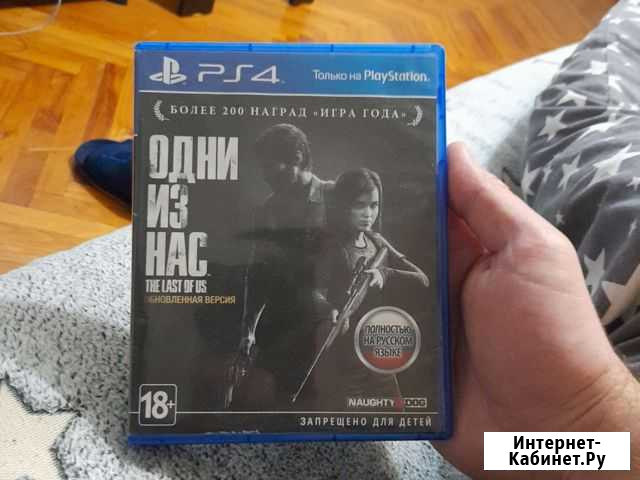 PS4
Только на PlayStation.
БОЛЕЕ 200 НАГРАД «ИГРА ГОДА»
ОДНИ
ИЗ
НАС
THE LAST OF US
ОБНОВЛЕННАЯ ВЕРСИЯ
ПОЛНОСТЬЮ
НА РУССКОМ
ЯЗЫКЕ
18+
NAUGHTY DOG
ЗАПРЕЩЕНО ДЛЯ ДЕТЕЙ
Интернет-
Кабинет.Ру